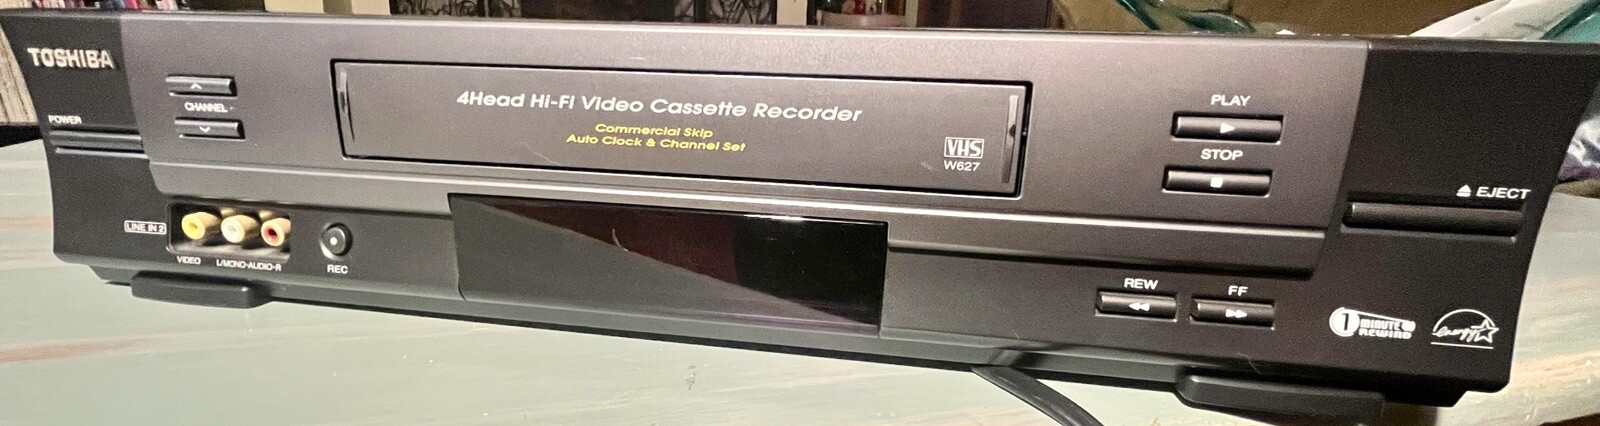 TOSHIBA
POWER
CHANNEL
4Head Hi-Fi Video Cassette Recorder
Commercial Skip
Auto Clock & Channel Set
VHS
W627
PLAY
STOP
EJECT
LINE IN 2
VIDEO
L/MONO-AUDIO-R
REC
REW
FF
1 MINUTE
REWIND
energy